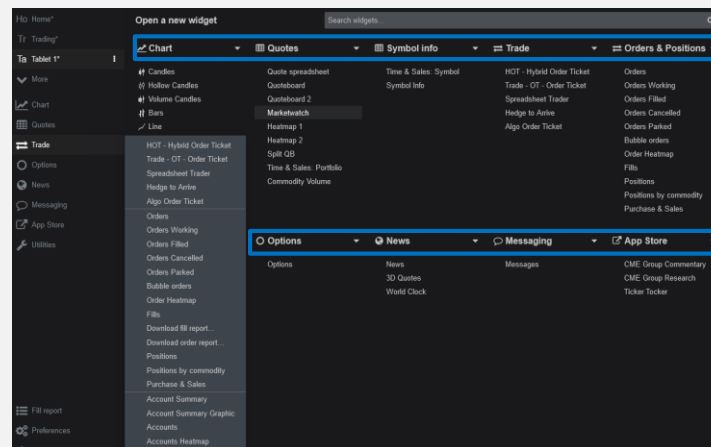 Ho Home*
Tr Trading*
Ta Tablet 1*
More
Chart
Quotes
Trade
Options
News
Messaging
App Store
Utilities
Fill report
Preferences
Open a new widget
Search widgets...
Chart
Candles
Hollow Candles
Volume Candles
Bars
Line
HOT - Hybrid Order Ticket
Trade - OT - Order Ticket
Spreadsheet Trader
Hedge to Arrive
Algo Order Ticket
Orders
Orders Working
Orders Filled
Orders Cancelled
Orders Parked
Bubble orders
Order Heatmap
Fills
Download fill report...
Download order report...
Positions
Positions by commodity
Purchase & Sales
Account Summary
Account Summary Graphic
Accounts
Accounts Heatmap
Quotes
Quote spreadsheet
Quoteboard
Quoteboard 2
Marketwatch
Heatmap 1
Heatmap 2
Split QB
Time & Sales: Portfolio
Commodity Volume
Symbol info
Time & Sales: Symbol
Symbol Info
Trade
HOT - Hybrid Order Ticket
Trade - OT - Order Ticket
Spreadsheet Trader
Hedge to Arrive
Algo Order Ticket
Orders & Positions
Orders
Orders Working
Orders Filled
Orders Cancelled
Orders Parked
Bubble orders
Order Heatmap
Fills
Positions
Positions by commodity
Purchase & Sales
Options
Options
News
News
3D Quotes
World Clock
Messaging
Messages
App Store
CME Group Commentary
CME Group Research
Ticker Tocker